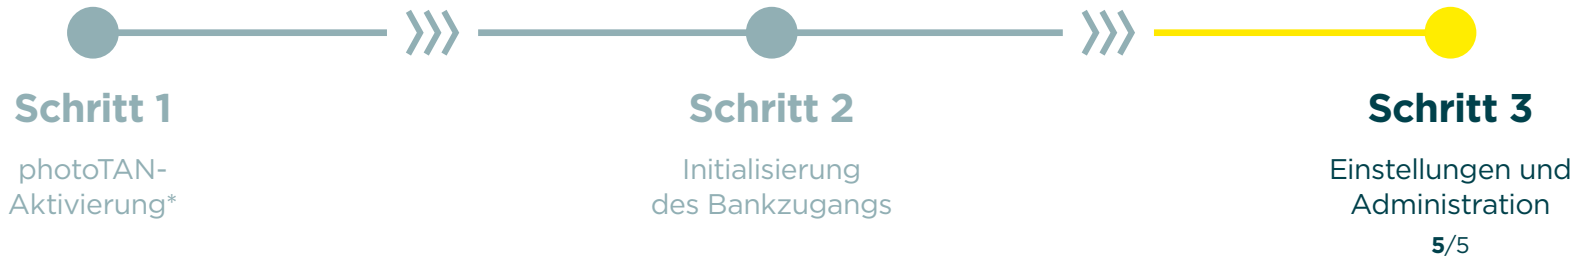 Schritt 1
photoTAN-
Aktivierung*
Schritt 2
Initialisierung
des Bankzugangs
Schritt 3
Einstellungen und
Administration
5/5